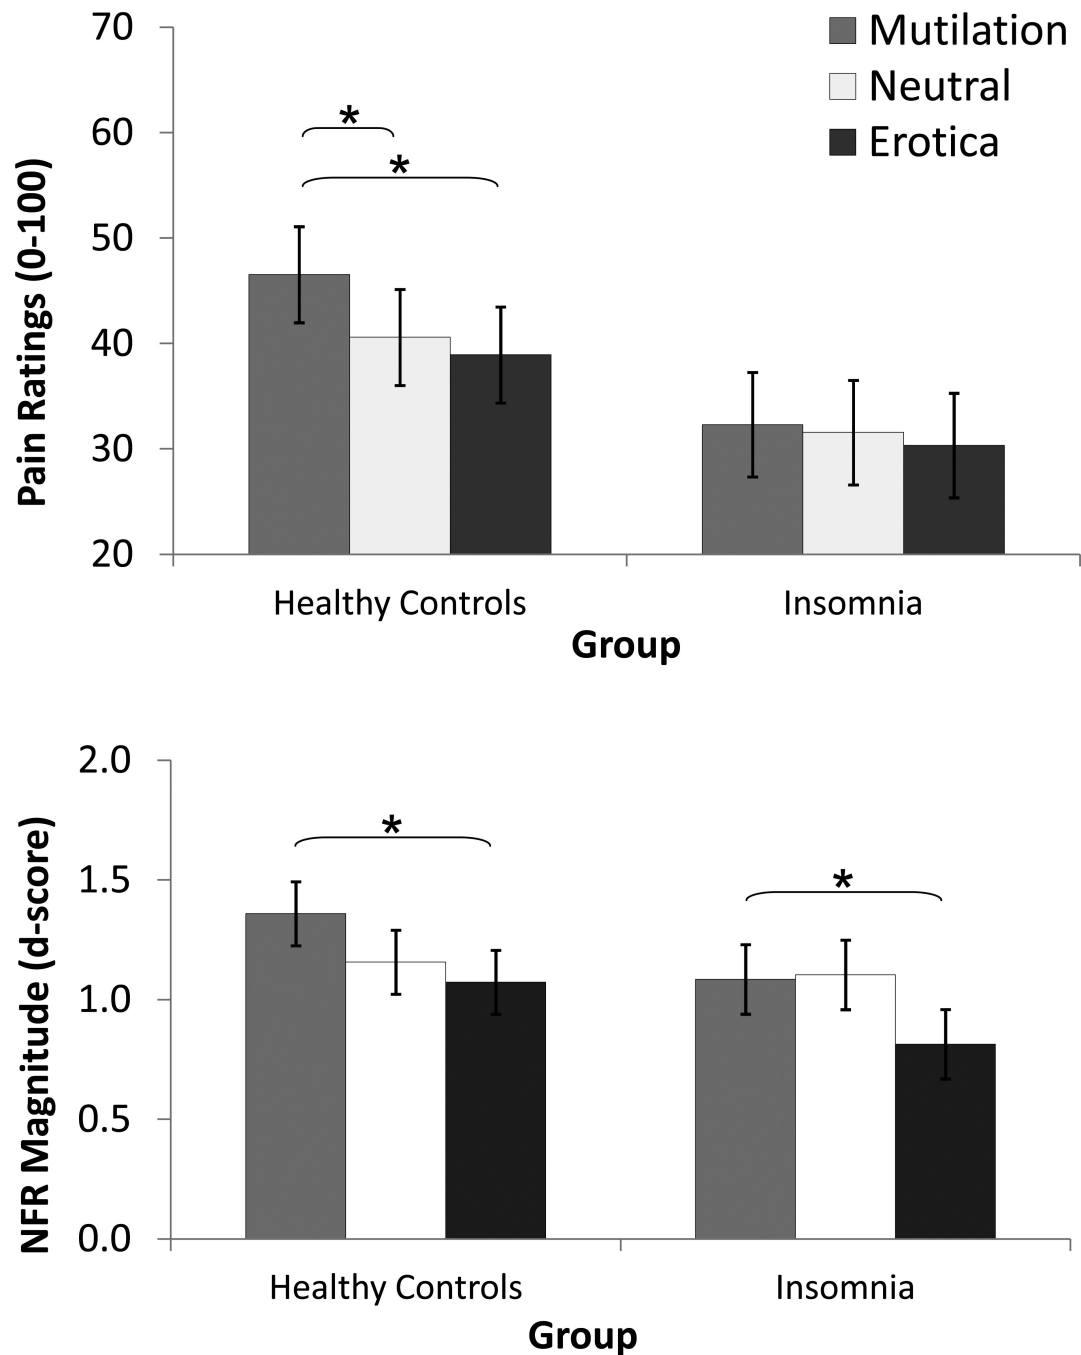 70
Mutilation
Neutral
Erotica
60
50
40
30
20
Pain Ratings (0-100)
*
*
Healthy Controls
Insomnia
Group
2.0
1.5
1.0
0.5
0.0
NFR Magnitude (d-score)
*
*
Healthy Controls
Insomnia
Group